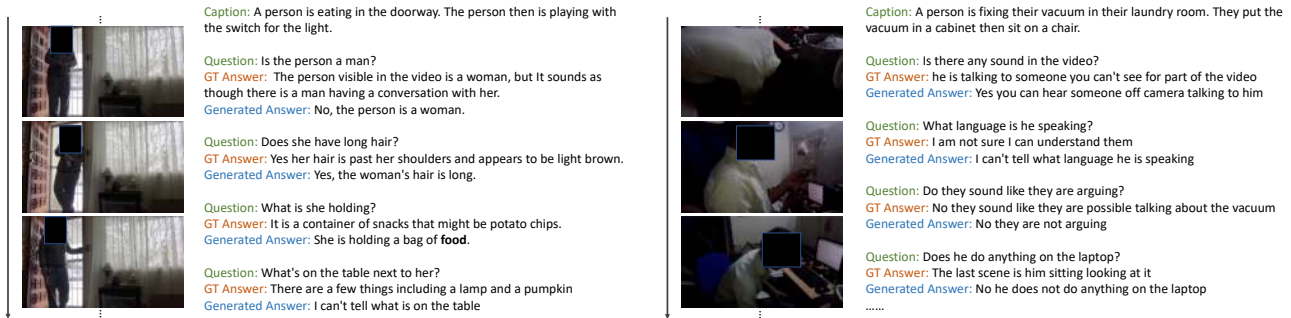 Caption: A person is eating in the doorway. The person then is playing with
the switch for the light.
Question: Is the person a man?
GT Answer: The person visible in the video is a woman, but It sounds as
though there is a man having a conversation with her.
Generated Answer: No, the person is a woman.
Question: Does she have long hair?
GT Answer: Yes her hair is past her shoulders and appears to be light brown.
Generated Answer: Yes, the woman's hair is long.
Question: What is she holding?
GT Answer: It is a container of snacks that might be potato chips.
Generated Answer: She is holding a bag of food.
Question: What's on the table next to her?
GT Answer: There are a few things including a lamp and a pumpkin
Generated Answer: I can't tell what is on the table
Caption: A person is fixing their vacuum in their laundry room. They put the
vacuum in a cabinet then sit on a chair.
Question: Is there any sound in the video?
GT Answer: he is talking to someone you can't see for part of the video
Generated Answer: Yes you can hear someone off camera talking to him
Question: What language is he speaking?
GT Answer: I am not sure I can understand them
Generated Answer: I can't tell what language he is speaking
Question: Do they sound like they are arguing?
GT Answer: No they sound like they are possible talking about the vacuum
Generated Answer: No they are not arguing
Question: Does he do anything on the laptop?
GT Answer: The last scene is him sitting looking at it
Generated Answer: No he does not do anything on the laptop
......